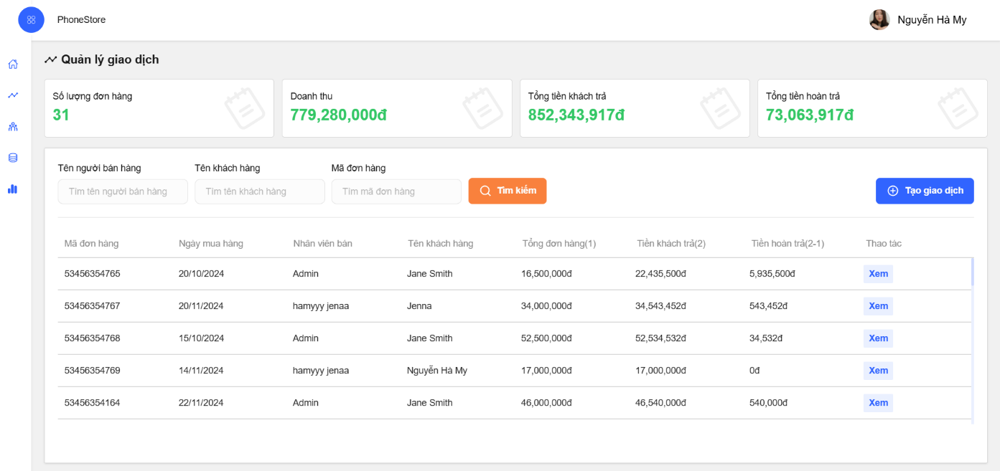 PhoneStore
Nguyễn Hà My
Quản lý giao dịch
Số lượng đơn hàng
31
Doanh thu
779,280,000đ
Tổng tiền khách trả
852,343,917đ
Tổng tiền hoàn trả
73,063,917đ
Tên người bán hàng
Tên khách hàng
Mã đơn hàng
Tìm tên người bán hàng
Tìm tên khách hàng
Tìm mã đơn hàng
Tìm kiếm
Tạo giao dịch
Mã đơn hàng Ngày mua hàng Nhân viên bán Tên khách hàng Tổng đơn hàng(1) Tiền khách trả(2) Tiền hoàn trả(2-1) Thao tác
53456354765 20/10/2024 Admin Jane Smith 16,500,000đ 22,435,500đ 5,935,500đ Xem
53456354767 20/11/2024 hamyyy jenaa Jenna 34,000,000đ 34,543,452đ 543,452đ Xem
53456354768 15/10/2024 Admin Jane Smith 52,500,000đ 52,534,532đ 34,532đ Xem
53456354769 14/11/2024 hamyyy jenaa Nguyễn Hà My 17,000,000đ 17,000,000đ 0đ Xem
53456354164 22/11/2024 Admin Jane Smith 46,000,000đ 46,540,000đ 540,000đ Xem